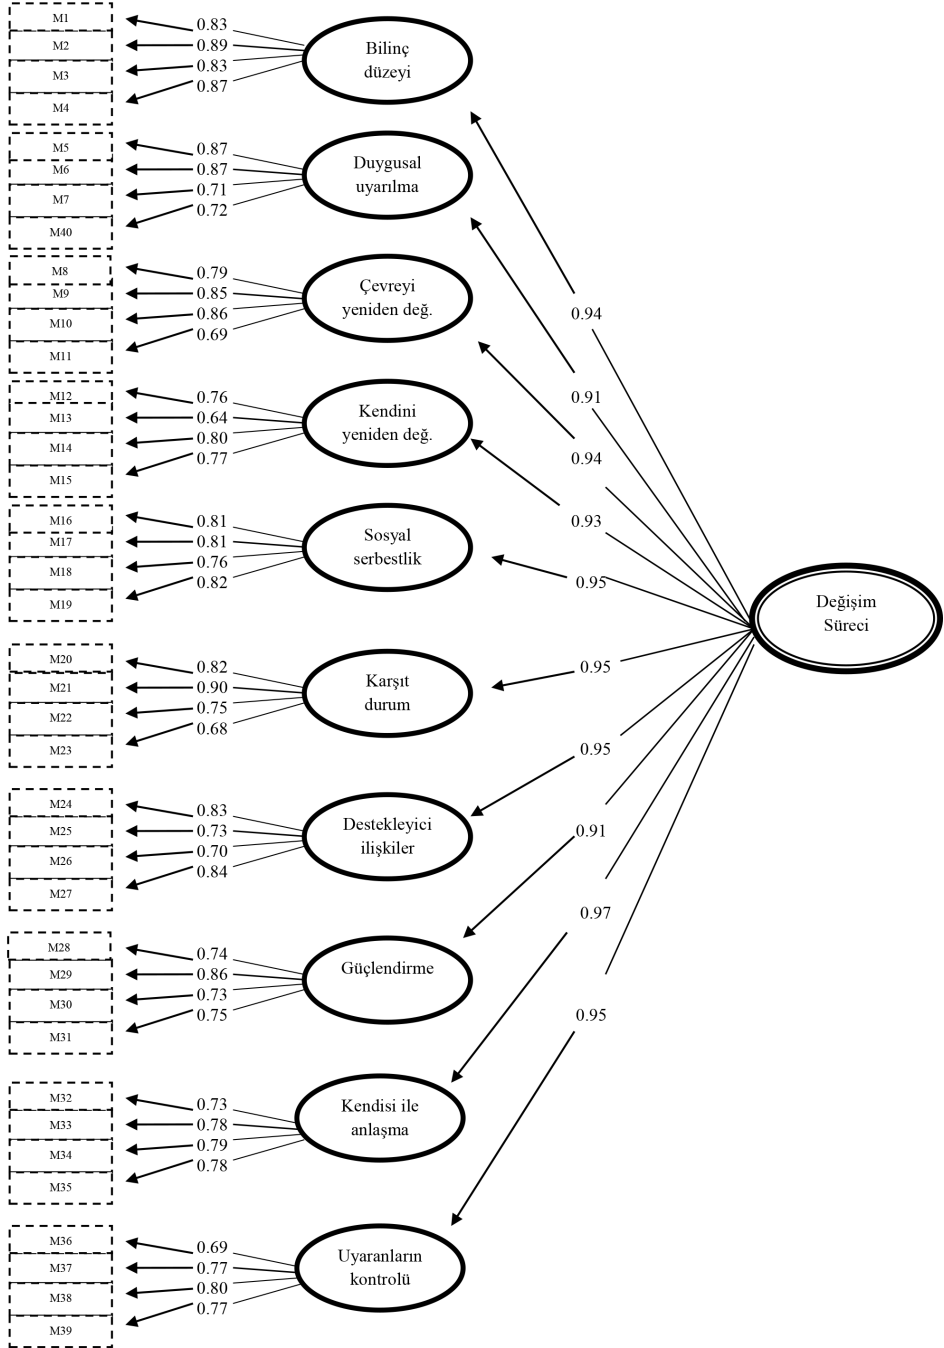 M1
M2
M3
M4
0.83
0.89
0.83
0.87
Bilinç
düzeyi
M5
M6
M7
M40
0.87
0.87
0.71
0.72
Duygusal
uyarılma
M8
M9
M10
M11
0.79
0.85
0.86
0.69
Çevreyi
yeniden değ.
M12
M13
M14
M15
0.76
0.64
0.80
0.77
Kendini
yeniden değ.
M16
M17
M18
M19
0.81
0.81
0.76
0.82
Sosyal
serbestlik
M20
M21
M22
M23
0.82
0.90
0.75
0.68
Karşıt
durum
M24
M25
M26
M27
0.83
0.73
0.70
0.84
Destekleyici
ilişkiler
M28
M29
M30
M31
0.74
0.86
0.73
0.75
Güçlendirme
M32
M33
M34
M35
0.73
0.78
0.79
0.78
Kendisi ile
anlaşma
M36
M37
M38
M39
0.69
0.77
0.80
0.77
Uyaranların
kontrolü
0.94
0.91
0.94
0.93
0.95
0.95
0.95
0.91
0.97
0.95
Değişim
Süreci